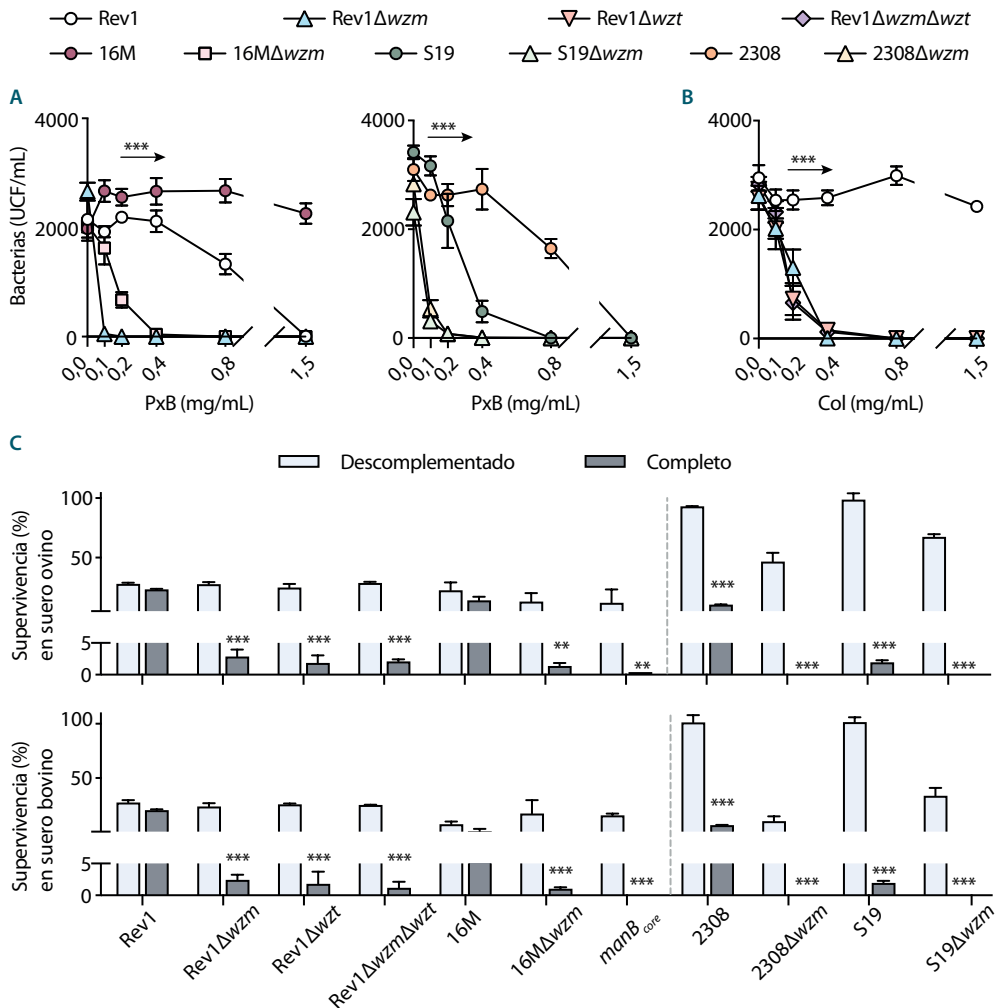 Rev1 Rev1Δwzm Rev1Δwzt Rev1ΔwzmΔwzt
16M 16MΔwzm S19 S19Δwzm 2308 2308Δwzm
A
Bacterias (UCF/mL)
4000
2000
0
***
0,0 0,1 0,2 0,4 0,8 1,5
PxB (mg/mL)
4000
2000
0
***
0,0 0,1 0,2 0,4 0,8 1,5
PxB (mg/mL)
B
4000
2000
0
***
0,0 0,1 0,2 0,4 0,8 1,5
Col (mg/mL)
C
Descomplementado Completo
Supervivencia (%)
en suero ovino
100
50
5
0
*** *** *** ** ** *** *** *** ***
Supervivencia (%)
en suero bovino
100
50
5
0
*** *** *** *** *** *** *** *** ***
Rev1 Rev1Δwzm Rev1Δwzt Rev1ΔwzmΔwzt 16M 16MΔwzm manB core 2308 2308Δwzm S19 S19Δwzm